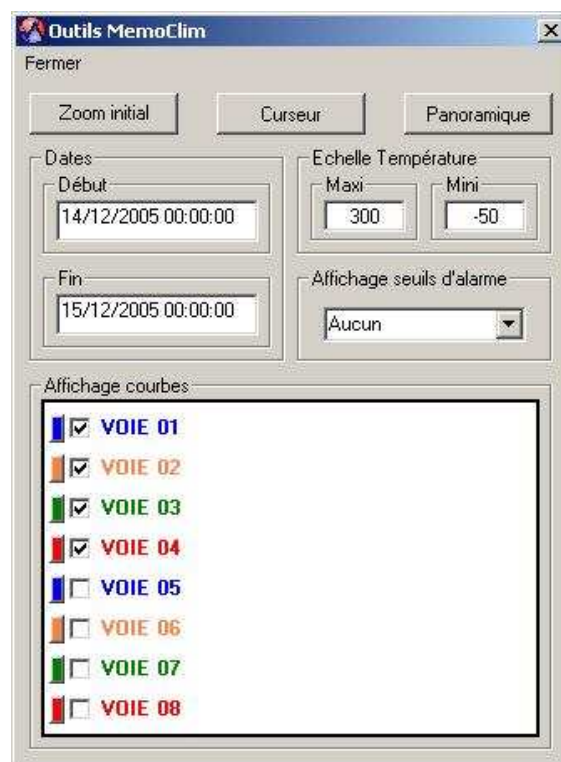 Outils MemoClim
Fermer
Zoom initial
Curseur
Panoramique
Dates
Début
14/12/2005 00:00:00
Fin
15/12/2005 00:00:00
Echelle Température
Maxi
300
Mini
-50
Affichage seuils d'alarme
Aucun
Affichage courbes
VOIE 01
VOIE 02
VOIE 03
VOIE 04
VOIE 05
VOIE 06
VOIE 07
VOIE 08